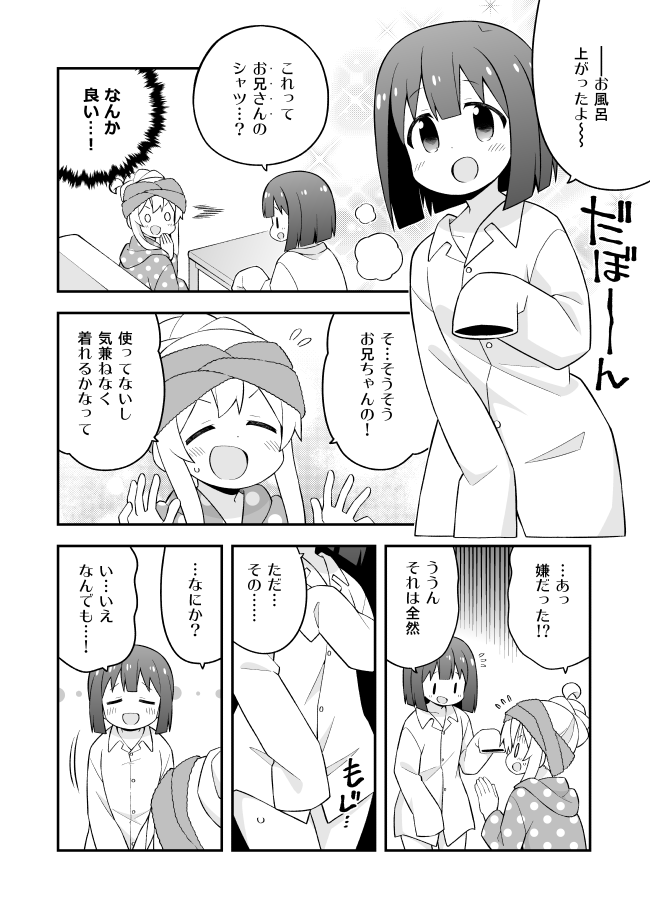 ――お風呂
上がったよ～～
だぼーーん
これって
お兄さんの
シャツ…?
なんか
良い…!
そ…そうそう
お兄ちゃんの!
使ってないし
気兼ねなく
着れるかなって
…あっ
嫌だった!?
ううん
それは全然
ただ…
その……
もじ…
…なにか?
い…いえ
なんでも…!